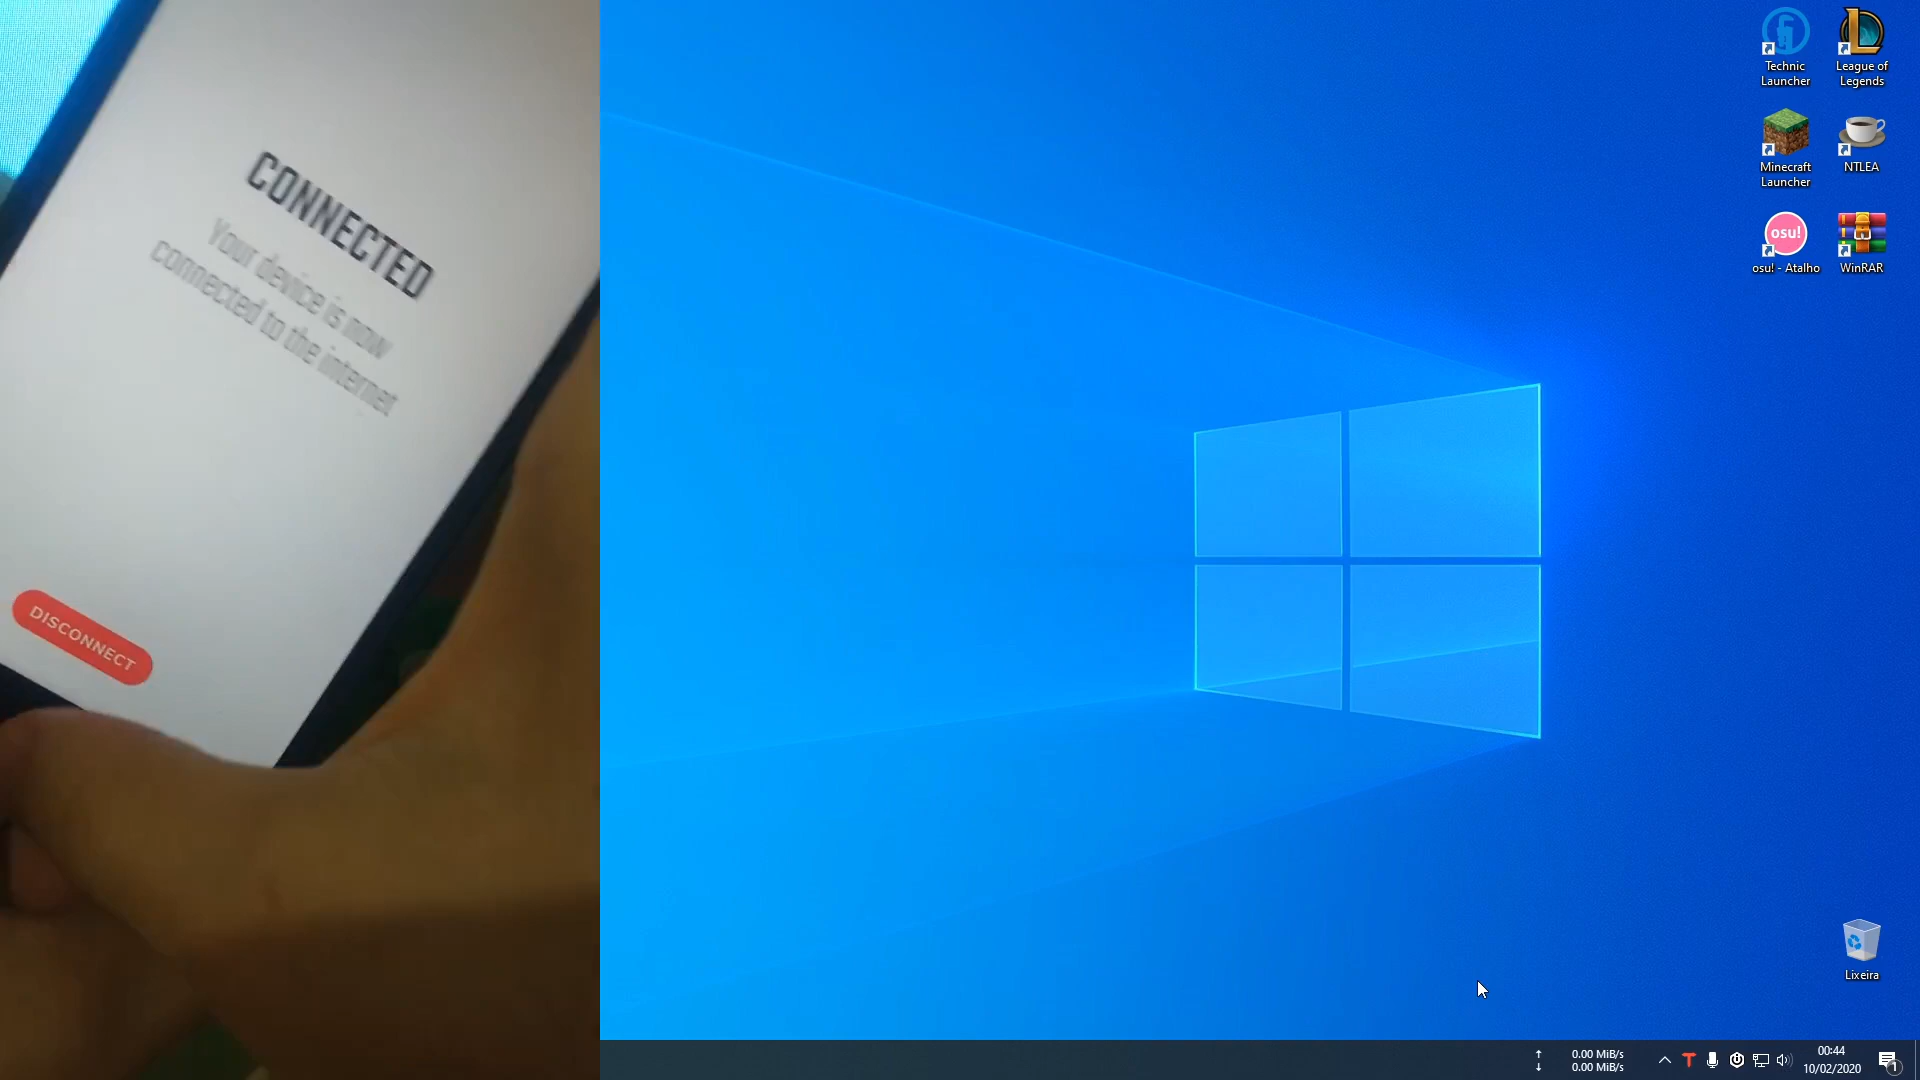 CONNECTED
Your device is now
connected to the internet
DISCONNECT
Technic
Launcher
League of
Legends
Minecraft
Launcher
NTLEA
osu!
osu! - Atalho
WinRAR
Lixeira
↑ 0.00 MiB/s
↓ 0.00 MiB/s
T
00:44
10/02/2020
1